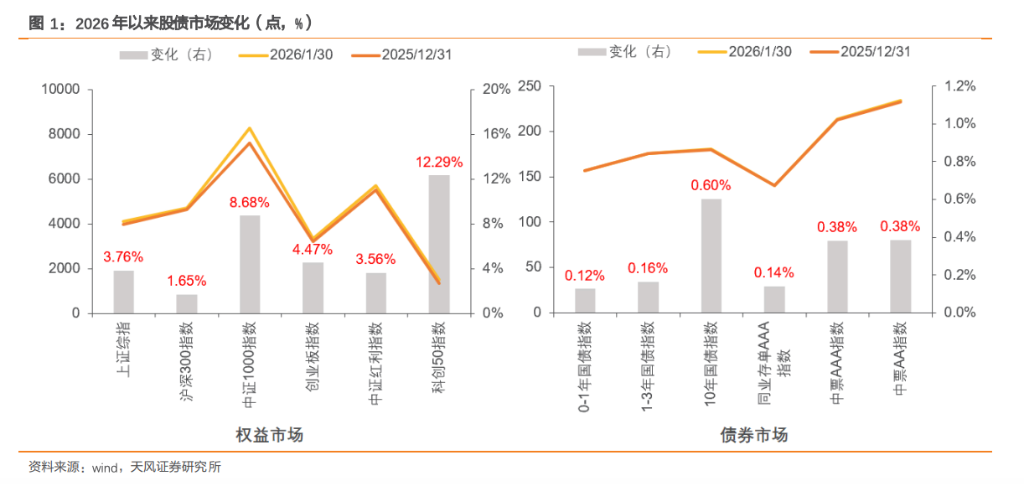 图 1：2026 年以来股债市场变化（点，%）
变化（右） 2026/1/30 2025/12/31
10000
8000
6000
4000
2000
0
20%
16%
12%
8%
4%
0%
3.76%
1.65%
8.68%
4.47%
3.56%
12.29%
上证综指
沪深300指数
中证1000指数
创业板指数
中证红利指数
科创50指数
权益市场
变化（右） 2026/1/30 2025/12/31
250
200
150
100
50
0
1.2%
1.0%
0.8%
0.6%
0.4%
0.2%
0.0%
0.12%
0.16%
0.60%
0.14%
0.38%
0.38%
0-1年国债指数
1-3年国债指数
10年国债指数
同业存单AAA
指数
中票AAA指数
中票AA指数
债券市场
资料来源：wind，天风证券研究所